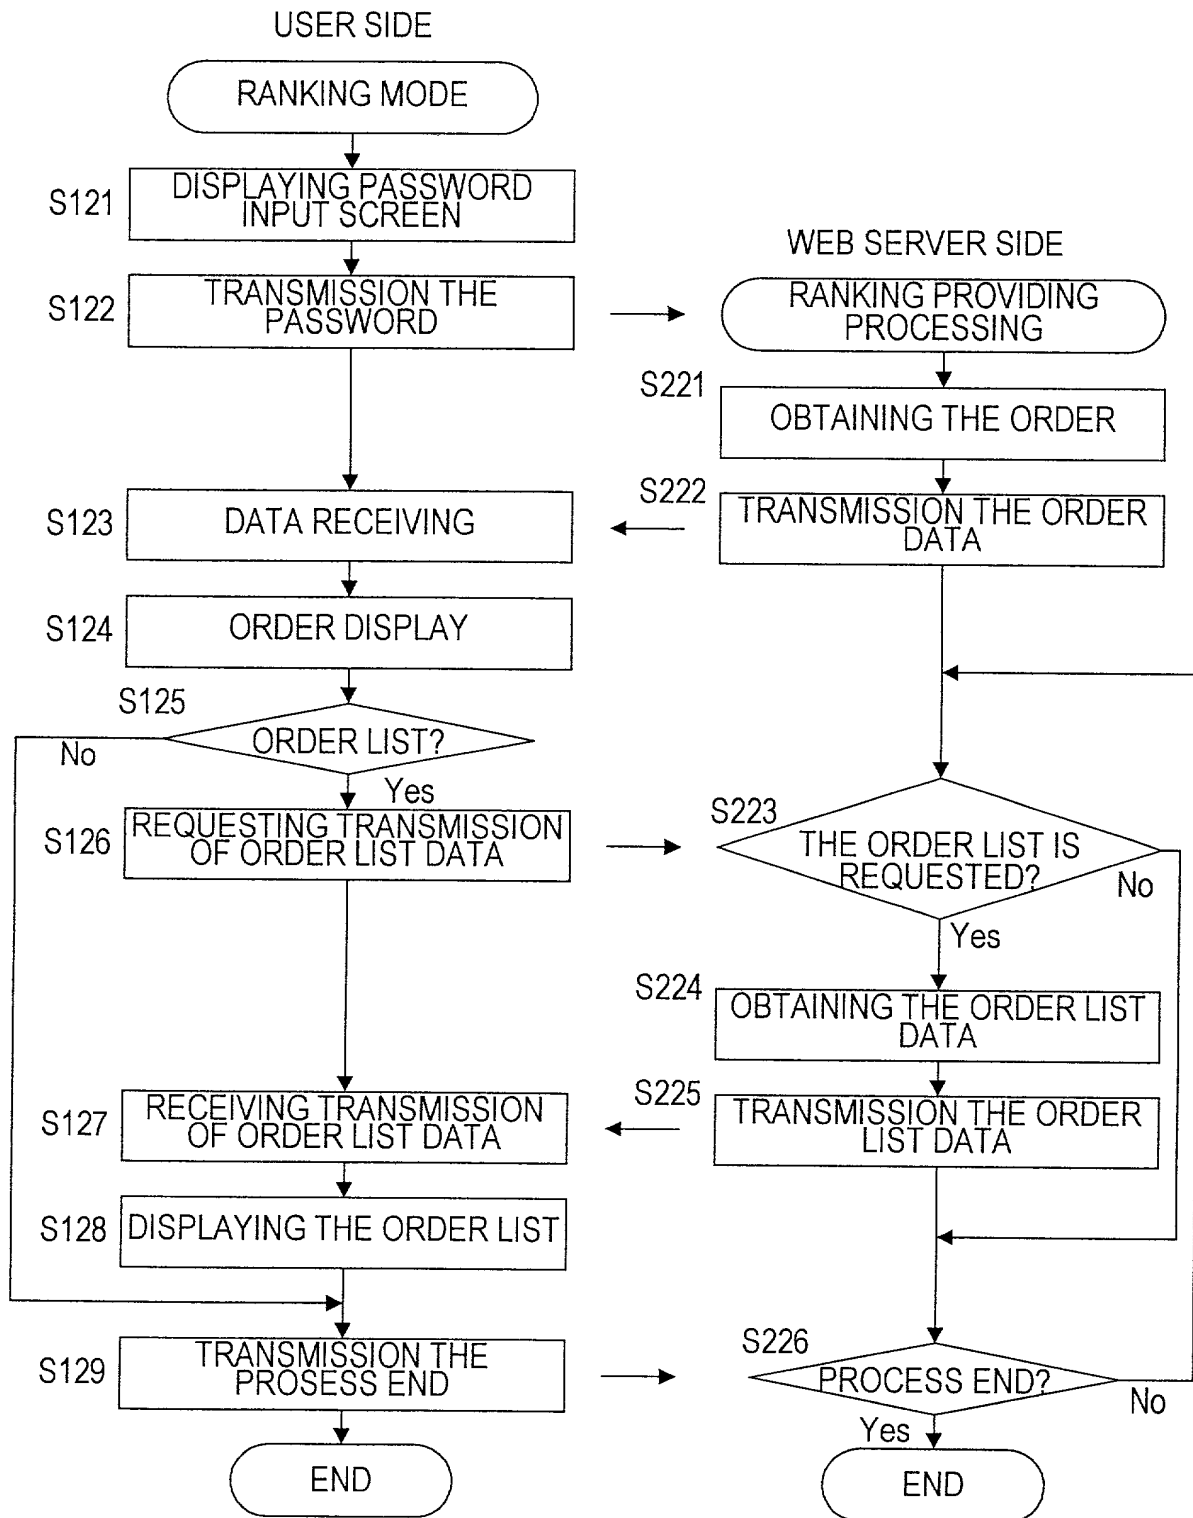 USER SIDE
RANKING MODE
S121
DISPLAYING PASSWORD
INPUT SCREEN
S122
TRANSMISSION THE
PASSWORD
S123
DATA RECEIVING
S124
ORDER DISPLAY
S125
ORDER LIST?
No
Yes
S126
REQUESTING TRANSMISSION
OF ORDER LIST DATA
S127
RECEIVING TRANSMISSION
OF ORDER LIST DATA
S128
DISPLAYING THE ORDER LIST
S129
TRANSMISSION THE
PROSESS END
END
WEB SERVER SIDE
RANKING PROVIDING
PROCESSING
S221
OBTAINING THE ORDER
S222
TRANSMISSION THE ORDER
DATA
S223
THE ORDER LIST IS
REQUESTED?
No
Yes
S224
OBTAINING THE ORDER LIST
DATA
S225
TRANSMISSION THE ORDER
LIST DATA
S226
PROCESS END?
No
Yes
END